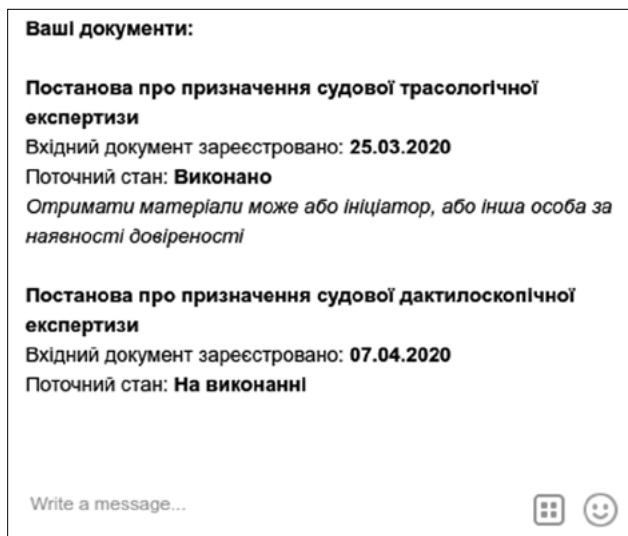 Ваші документи:
Постанова про призначення судової трасологічної
експертизи
Вхідний документ зареєстровано: 25.03.2020
Поточний стан: Виконано
Отримати матеріали може або ініціатор, або інша особа за
наявності довіреності
Постанова про призначення судової дактилоскопічної
експертизи
Вхідний документ зареєстровано: 07.04.2020
Поточний стан: На виконанні
Write a message...